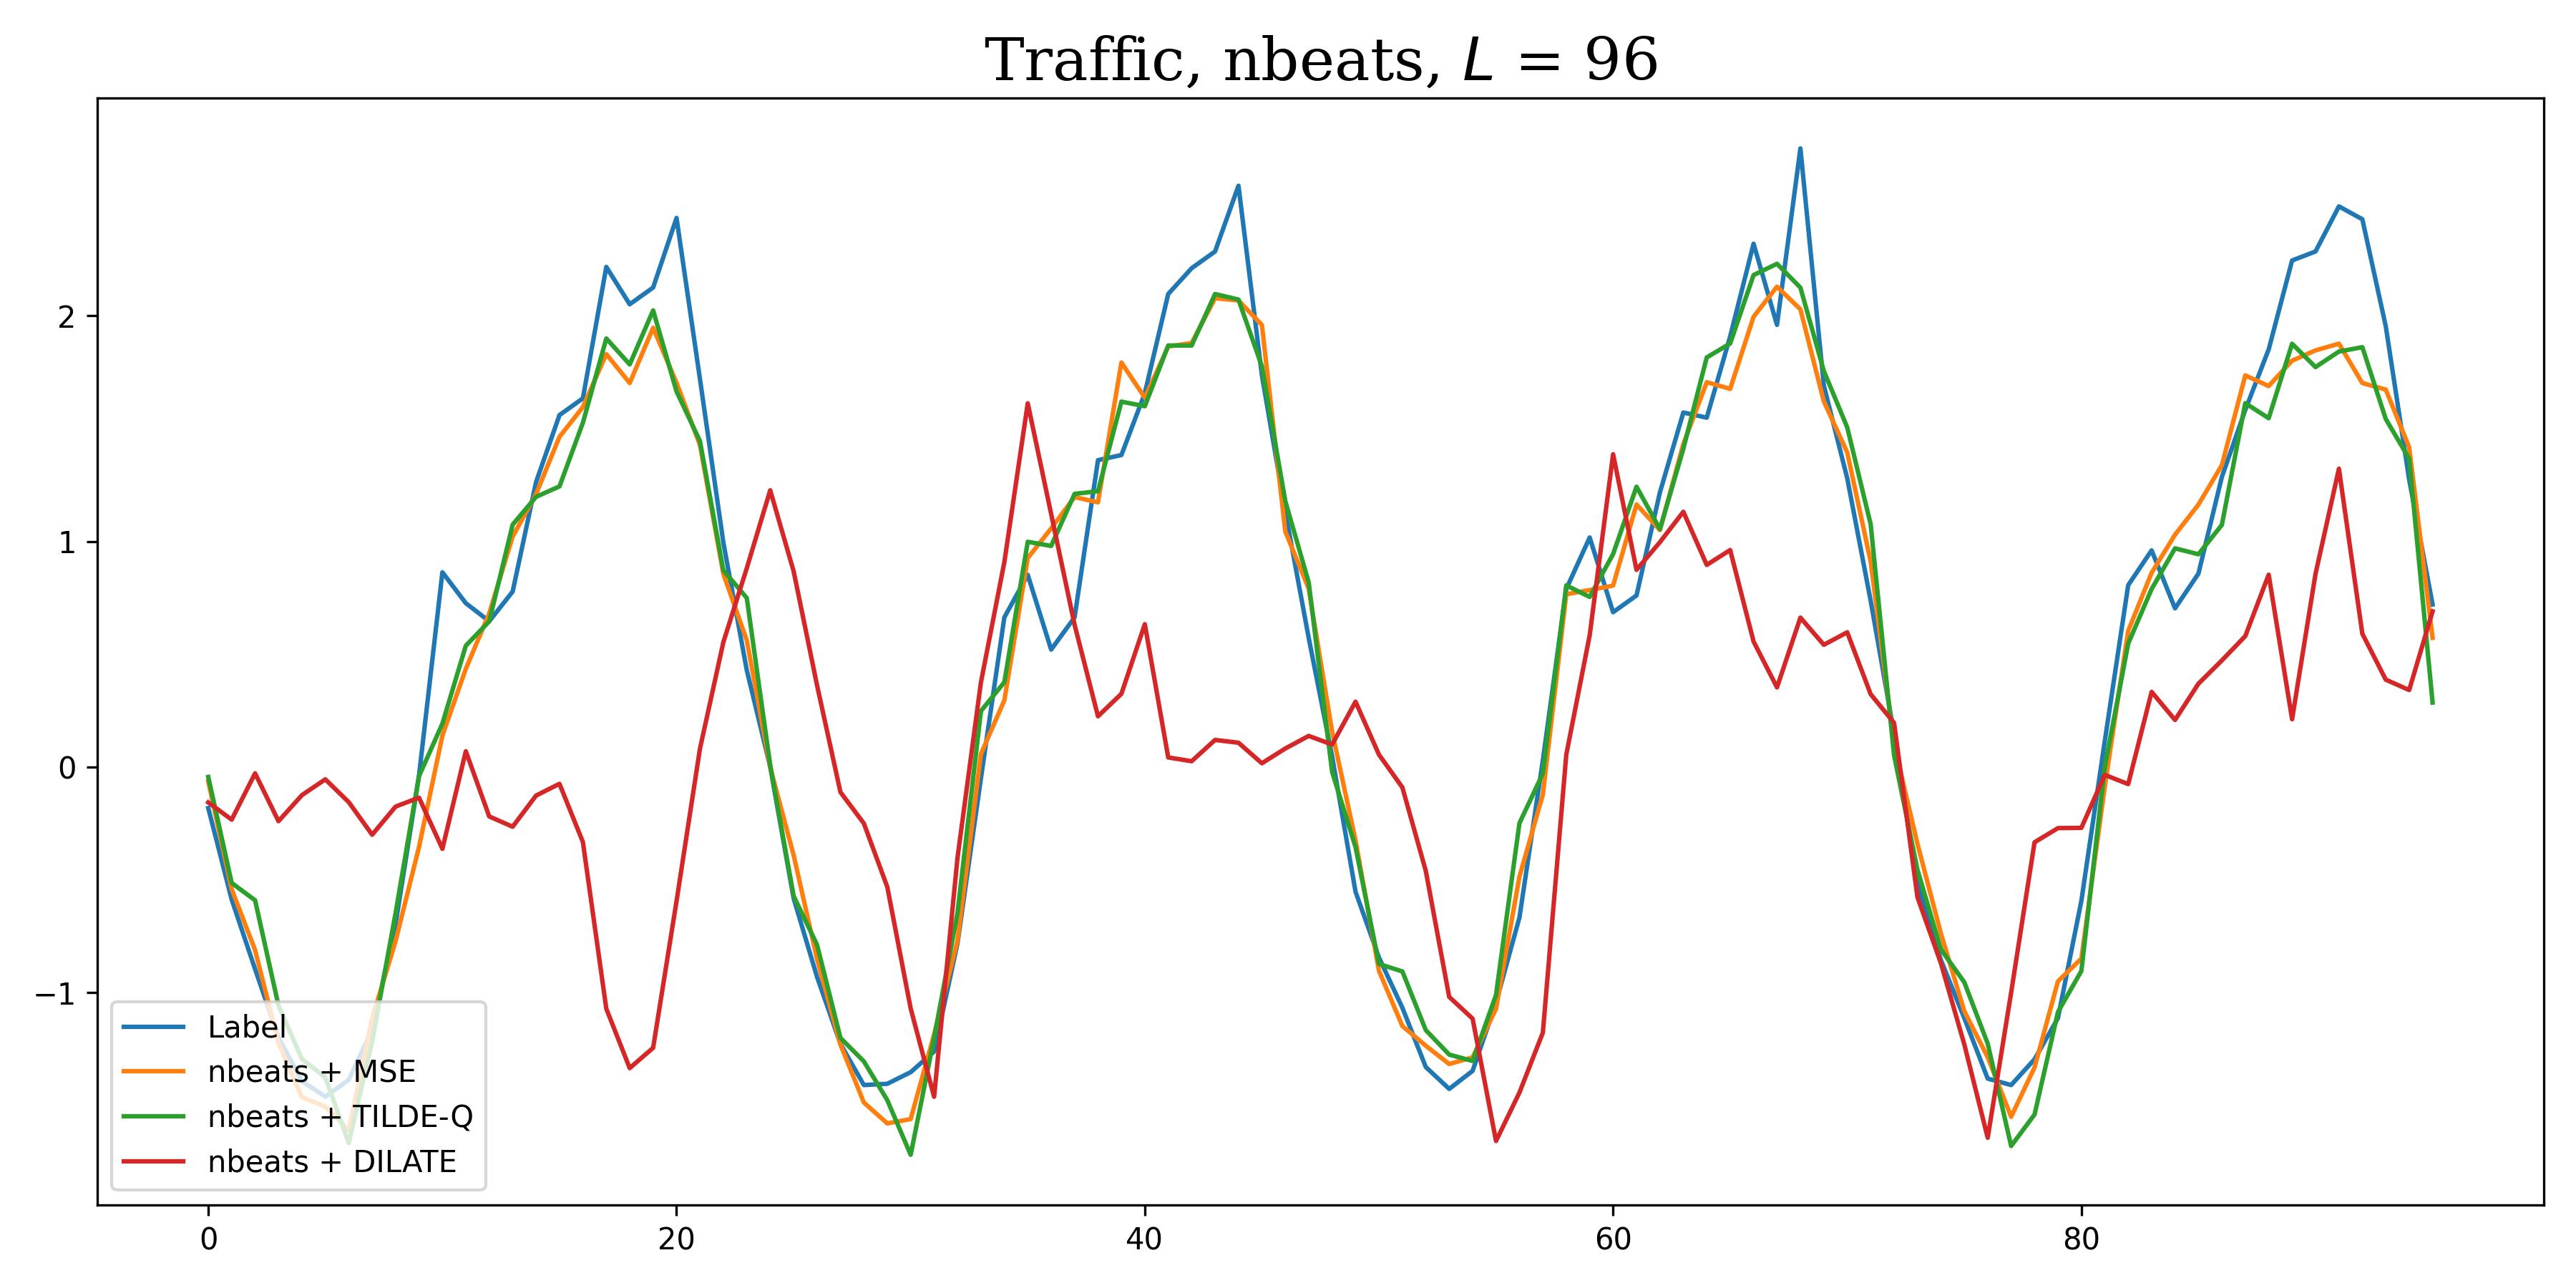 Traffic, nbeats, L = 96
2
1
0
−1
Label
nbeats + MSE
nbeats + TILDE-Q
nbeats + DILATE
0 20 40 60 80